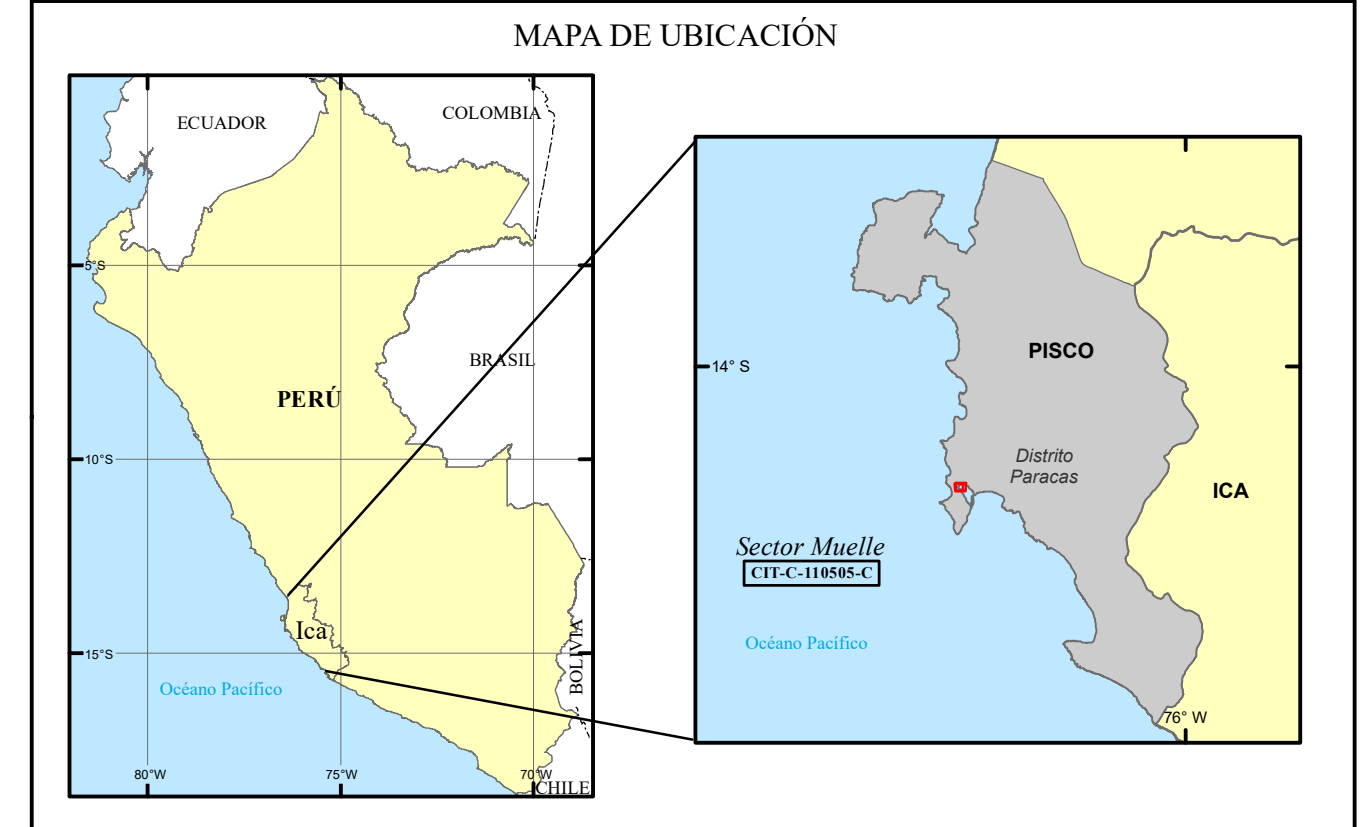 MAPA DE UBICACIÓN
ECUADOR
COLOMBIA
5°S
BRASIL
PERÚ
10°S
Ica
15°S
BOLIVIA
Océano Pacífico
80°W
75°W
70°W
CHILE
PISCO
14° S
Distrito
Paracas
ICA
Sector Muelle
CIT-C-110505-C
Océano Pacífico
76° W